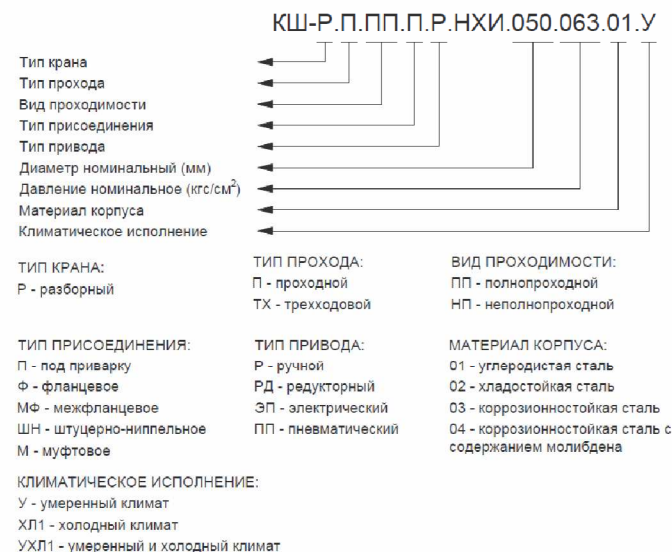 КШ-Р.П.ПП.П.Р.НХИ.050.063.01.У
Тип крана
Тип прохода
Вид проходимости
Тип присоединения
Тип привода
Диаметр номинальный (мм)
Давление номинальное (кгс/см²)
Материал корпуса
Климатическое исполнение
ТИП КРАНА:
Р - разборный
ТИП ПРОХОДА:
П - проходной
ТХ - трехходовой
ВИД ПРОХОДИМОСТИ:
ПП - полнопроходной
НП - неполнопроходной
ТИП ПРИСОЕДИНЕНИЯ:
П - под приварку
Ф - фланцевое
МФ - межфланцевое
ШН - штуцерно-ниппельное
М - муфтовое
ТИП ПРИВОДА:
Р - ручной
РД - редукторный
ЭП - электрический
ПП - пневматический
МАТЕРИАЛ КОРПУСА:
01 - углеродистая сталь
02 - хладостойкая сталь
03 - коррозионностойкая сталь
04 - коррозионностойкая сталь с
содержанием молибдена
КЛИМАТИЧЕСКОЕ ИСПОЛНЕНИЕ:
У - умеренный климат
ХЛ1 - холодный климат
УХЛ1 - умеренный и холодный климат